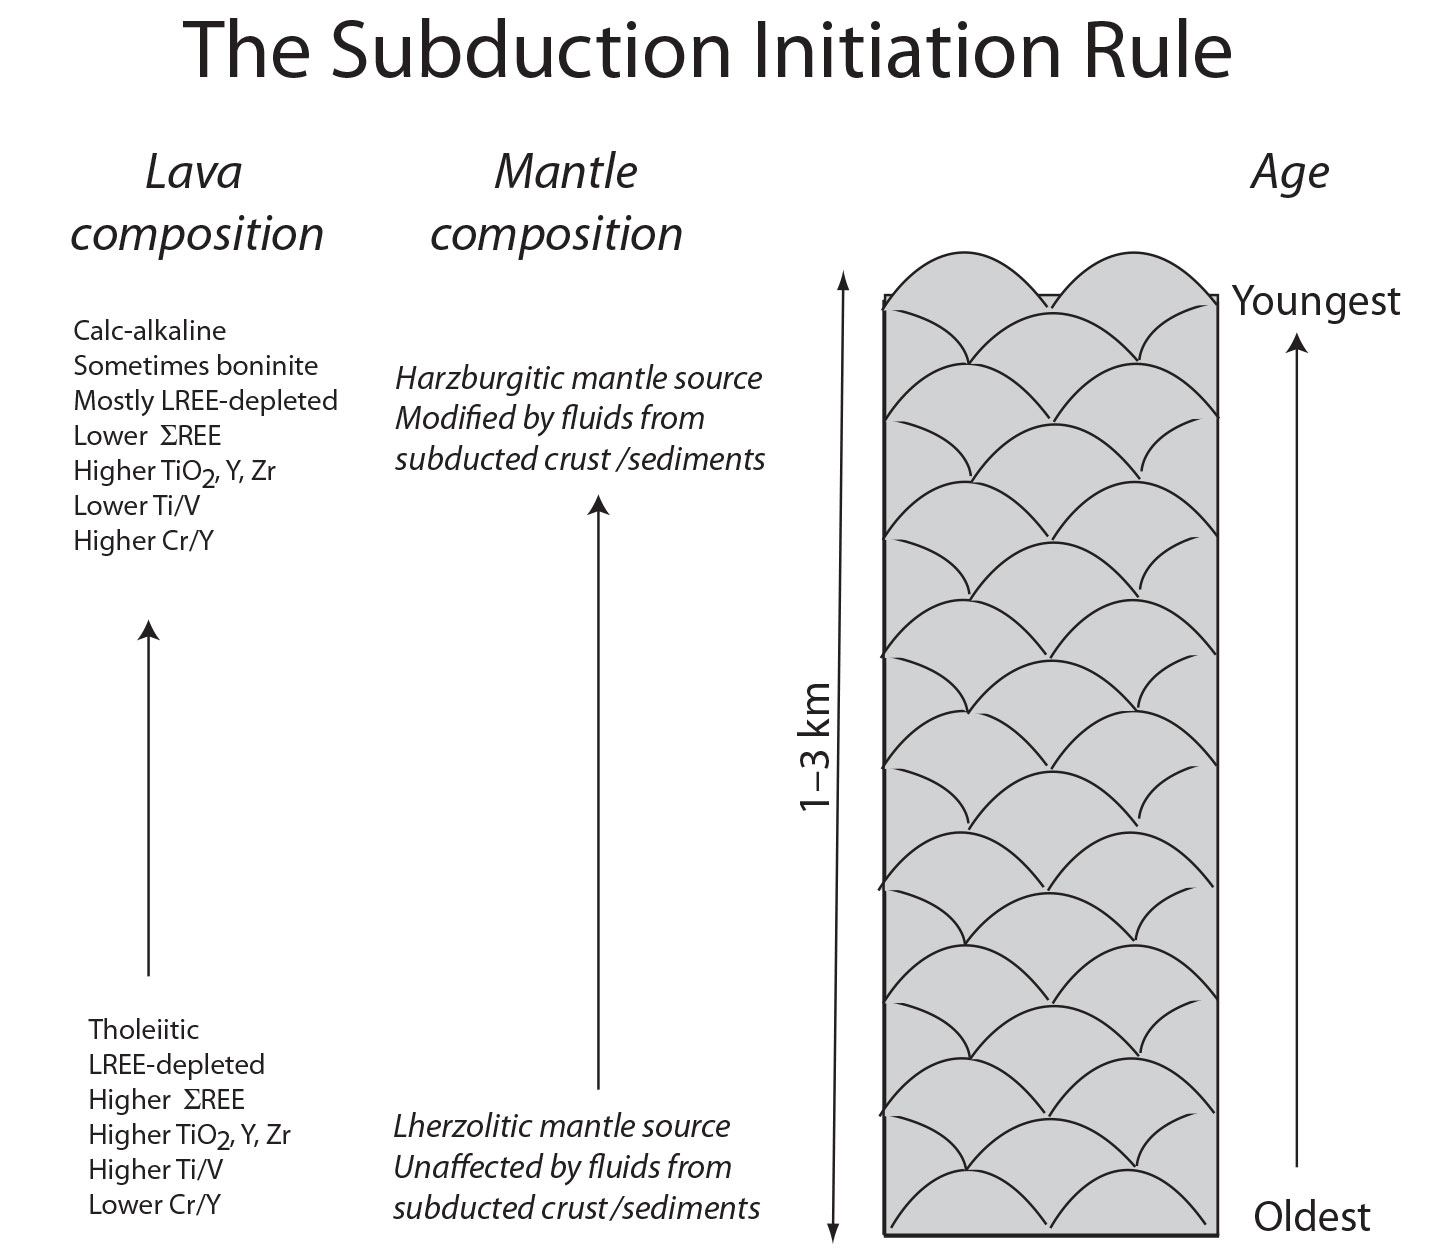 The Subduction Initiation Rule
Lava
composition
Mantle
composition
Age
Calc-alkaline
Sometimes boninite
Mostly LREE-depleted
Lower ΣREE
Higher TiO2, Y, Zr
Lower Ti/V
Higher Cr/Y
Harzburgitic mantle source
Modified by fluids from
subducted crust /sediments
Youngest
1–3 km
Tholeiitic
LREE-depleted
Higher ΣREE
Higher TiO2, Y, Zr
Higher Ti/V
Lower Cr/Y
Lherzolitic mantle source
Unaffected by fluids from
subducted crust /sediments
Oldest